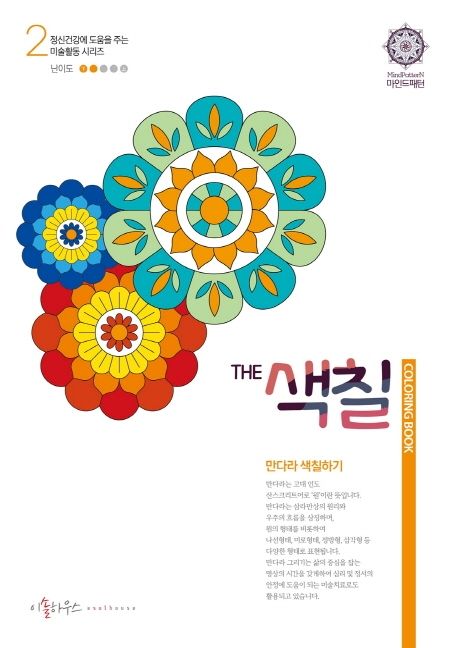 2
정신건강에 도움을 주는
미술활동 시리즈
난이도 하 상
MindPatterN
마인드패턴
THE 색칠
COLORING BOOK
만다라 색칠하기
만다라는 고대 인도
산스크리트어로 '원'이란 뜻입니다.
만다라는 삼라만상의 원리와
우주의 흐름을 상징하며,
원의 형태를 비롯하여
나선형태, 미로형태, 정방형, 삼각형 등
다양한 형태로 표현됩니다.
만다라 그리기는 삶의 중심을 잡는
명상의 시간을 갖게하여 심리 및 정서의
안정에 도움이 되는 미술치료로도
활용되고 있습니다.
이솔하우스 esolhouse